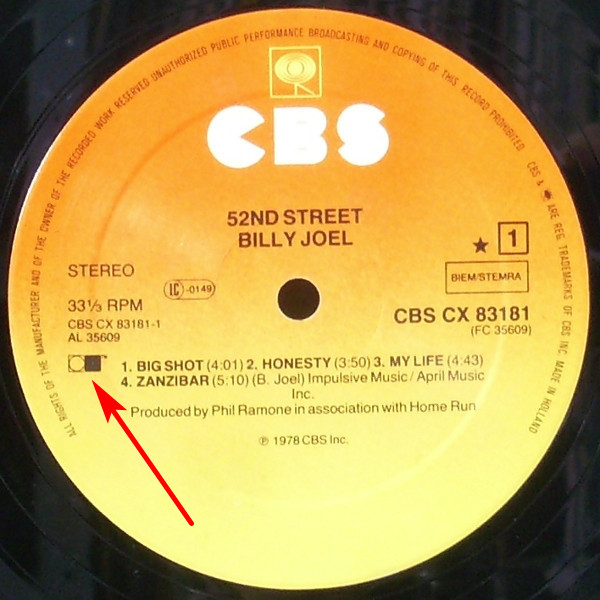 ALL RIGHTS OF THE MANUFACTURER AND OF THE OWNER OF THE RECORDED WORK RESERVED UNAUTHORIZED PUBLIC PERFORMANCE BROADCASTING AND COPYING OF THIS RECORD PROHIBITED CBS & ARE REG. TRADEMARKS OF CBS INC MADE IN HOLLAND
CBS
52ND STREET
BILLY JOEL
★ 1
STEREO
BIEM/STEMRA
LC -0149
33⅓ RPM
CBS CX 83181
CBS CX 83181-1
(FC 35609)
AL 35609
1. BIG SHOT (4:01) 2. HONESTY (3:50) 3. MY LIFE (4:43)
4. ZANZIBAR (5:10) (B. Joel) Impulsive Music / April Music
Inc.
Produced by Phil Ramone in association with Home Run
℗ 1978 CBS Inc.